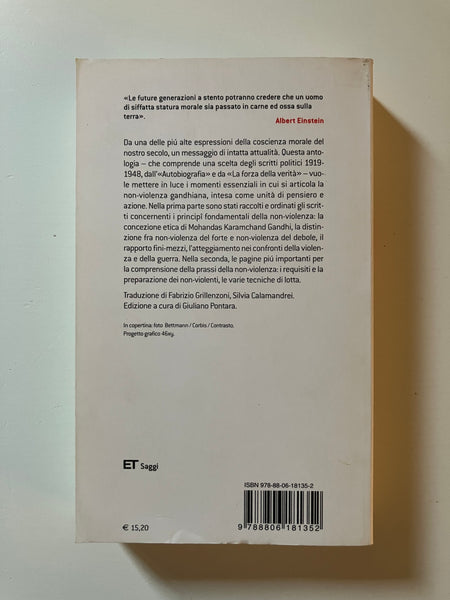 «Le future generazioni a stento potranno credere che un uomo
di siffatta statura morale sia passato in carne ed ossa sulla
terra».
Albert Einstein
Da una delle piú alte espressioni della coscienza morale del
nostro secolo, un messaggio di intatta attualità. Questa anto-
logia – che comprende una scelta degli scritti politici 1919-
1948, dall'«Autobiografia» e da «La forza della verità» – vuo-
le mettere in luce i momenti essenziali in cui si articola la
non-violenza gandhiana, intesa come unità di pensiero e
azione. Nella prima parte sono stati raccolti e ordinati gli scrit-
ti concernenti i principî fondamentali della non-violenza: la
concezione etica di Mohandas Karamchand Gandhi, la distin-
zione fra non-violenza del forte e non-violenza del debole, il
rapporto fini-mezzi, l'atteggiamento nei confronti della violen-
za e della guerra. Nella seconda, le pagine piú importanti per
la comprensione della prassi della non-violenza: i requisiti e la
preparazione dei non-violenti, le varie tecniche di lotta.
Traduzione di Fabrizio Grillenzoni, Silvia Calamandrei.
Edizione a cura di Giuliano Pontara.
In copertina: foto Bettmann / Corbis / Contrasto.
Progetto grafico 46xy.
ET Saggi
ISBN 978-88-06-18135-2
€ 15,20
9 788806 181352